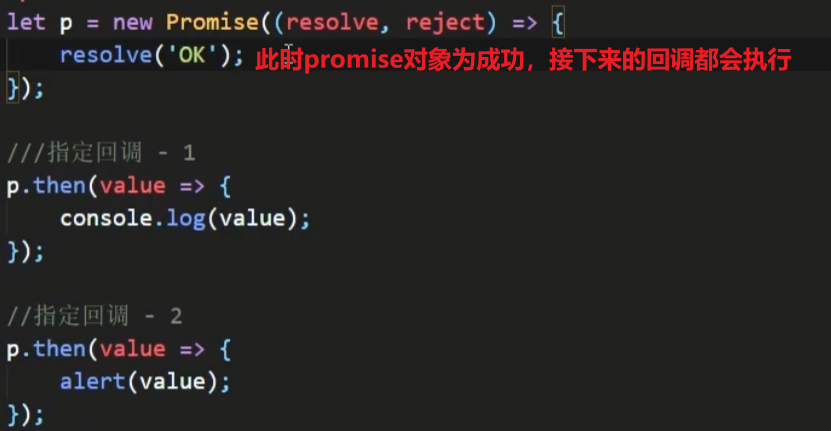 let p = new Promise((resolve, reject) => {
    resolve('OK'); 此时promise对象为成功，接下来的回调都会执行
});
///指定回调 - 1
p.then(value => {
    console.log(value);
});
//指定回调 - 2
p.then(value => {
    alert(value);
});